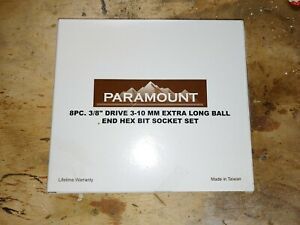 PARAMOUNT
8PC. 3/8" DRIVE 3-10 MM EXTRA LONG BALL
END HEX BIT SOCKET SET
Lifetime Warranty
Made in Taiwan